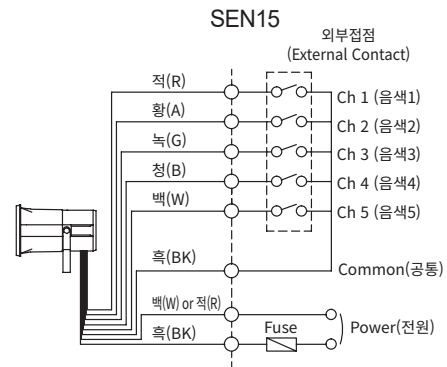 SEN15
외부접점
(External Contact)
적(R)
Ch 1 (음색1)
황(A)
Ch 2 (음색2)
녹(G)
Ch 3 (음색3)
청(B)
Ch 4 (음색4)
백(W)
Ch 5 (음색5)
흑(BK)
Common(공통)
백(W) or 적(R)
Power(전원)
흑(BK)
Fuse